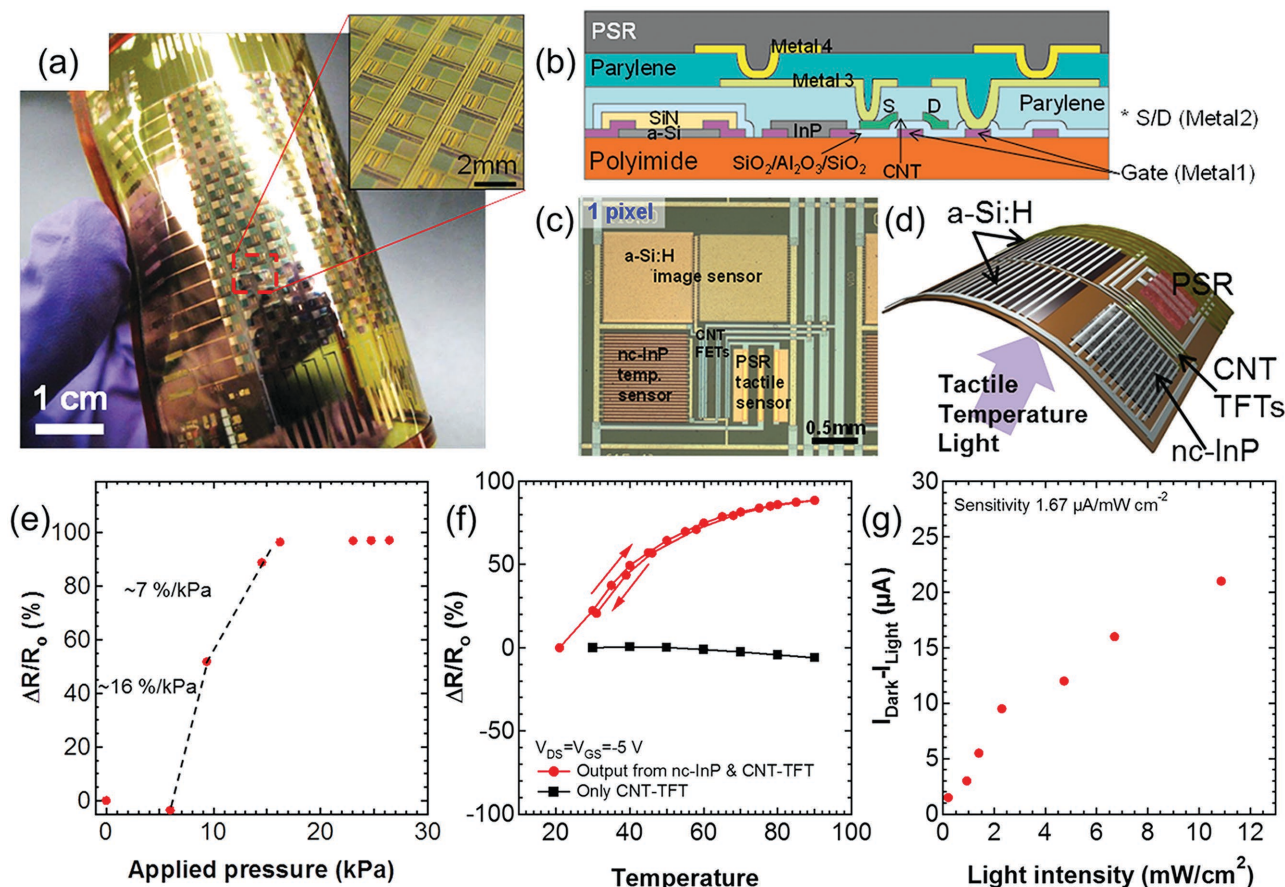 (a)
2mm
1 cm
(b)
PSR
Metal 4
Parylene
Metal 3
S
D
Parylene
SiN
a-Si
InP
* S/D (Metal2)
Polyimide
SiO₂/Al₂O₃/SiO₂
CNT
Gate (Metal1)
(c)
1 pixel
a-Si:H
image sensor
nc-InP
temp.
sensor
CNT
FETs
PSR
tactile
sensor
0.5mm
(d)
a-Si:H
PSR
CNT
TFTs
nc-InP
Tactile
Temperature
Light
(e)
100
80
60
40
20
0
~7 %/kPa
~16 %/kPa
ΔR/Rₒ (%)
0 10 20 30
Applied pressure (kPa)
(f)
100
50
0
-50
-100
ΔR/Rₒ (%)
V_DS=V_GS=-5 V
Output from nc-InP & CNT-TFT
Only CNT-TFT
20 40 60 80 100
Temperature
(g)
Sensitivity 1.67 μA/mW cm⁻²
30
25
20
15
10
5
0
I_Dark-I_Light (μA)
0 2 4 6 8 10 12
Light intensity (mW/cm²)